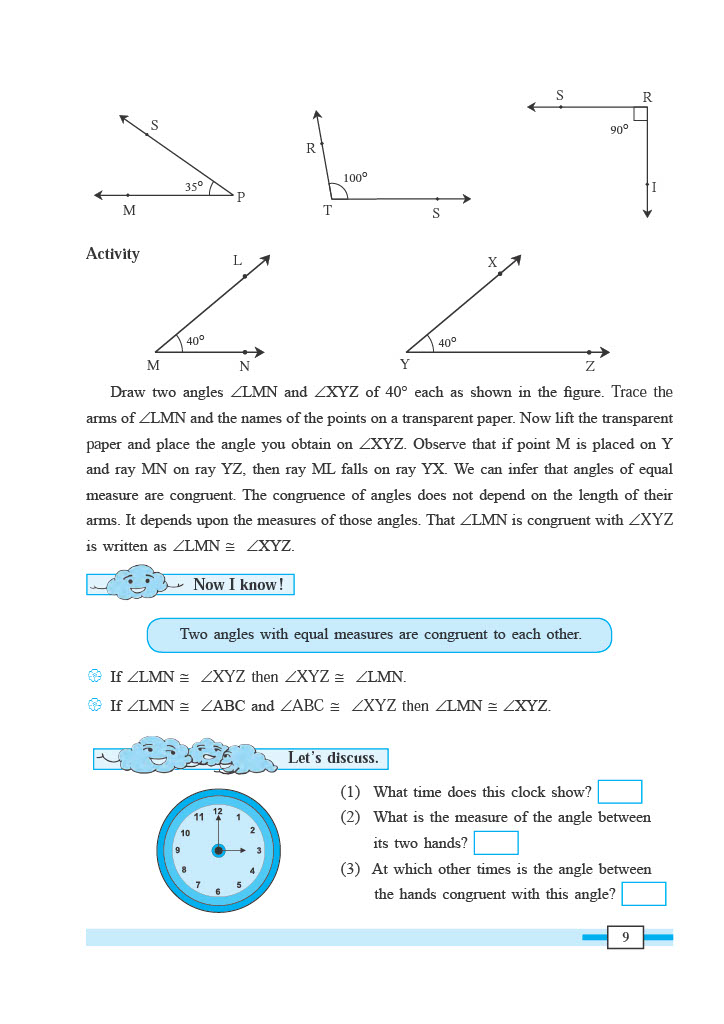 S
35°
M
P
R
100°
T
S
S
R
90°
I
Activity
L
40°
M
N
X
40°
Y
Z
Draw two angles ∠LMN and ∠XYZ of 40° each as shown in the figure. Trace the
arms of ∠LMN and the names of the points on a transparent paper. Now lift the transparent
paper and place the angle you obtain on ∠XYZ. Observe that if point M is placed on Y
and ray MN on ray YZ, then ray ML falls on ray YX. We can infer that angles of equal
measure are congruent. The congruence of angles does not depend on the length of their
arms. It depends upon the measures of those angles. That ∠LMN is congruent with ∠XYZ
is written as ∠LMN ≅ ∠XYZ.
Now I know!
Two angles with equal measures are congruent to each other.
If ∠LMN ≅ ∠XYZ then ∠XYZ ≅ ∠LMN.
If ∠LMN ≅ ∠ABC and ∠ABC ≅ ∠XYZ then ∠LMN ≅ ∠XYZ.
Let's discuss.
12
1
2
3
4
5
6
7
8
9
10
11
(1) What time does this clock show?
(2) What is the measure of the angle between
its two hands?
(3) At which other times is the angle between
the hands congruent with this angle?
9